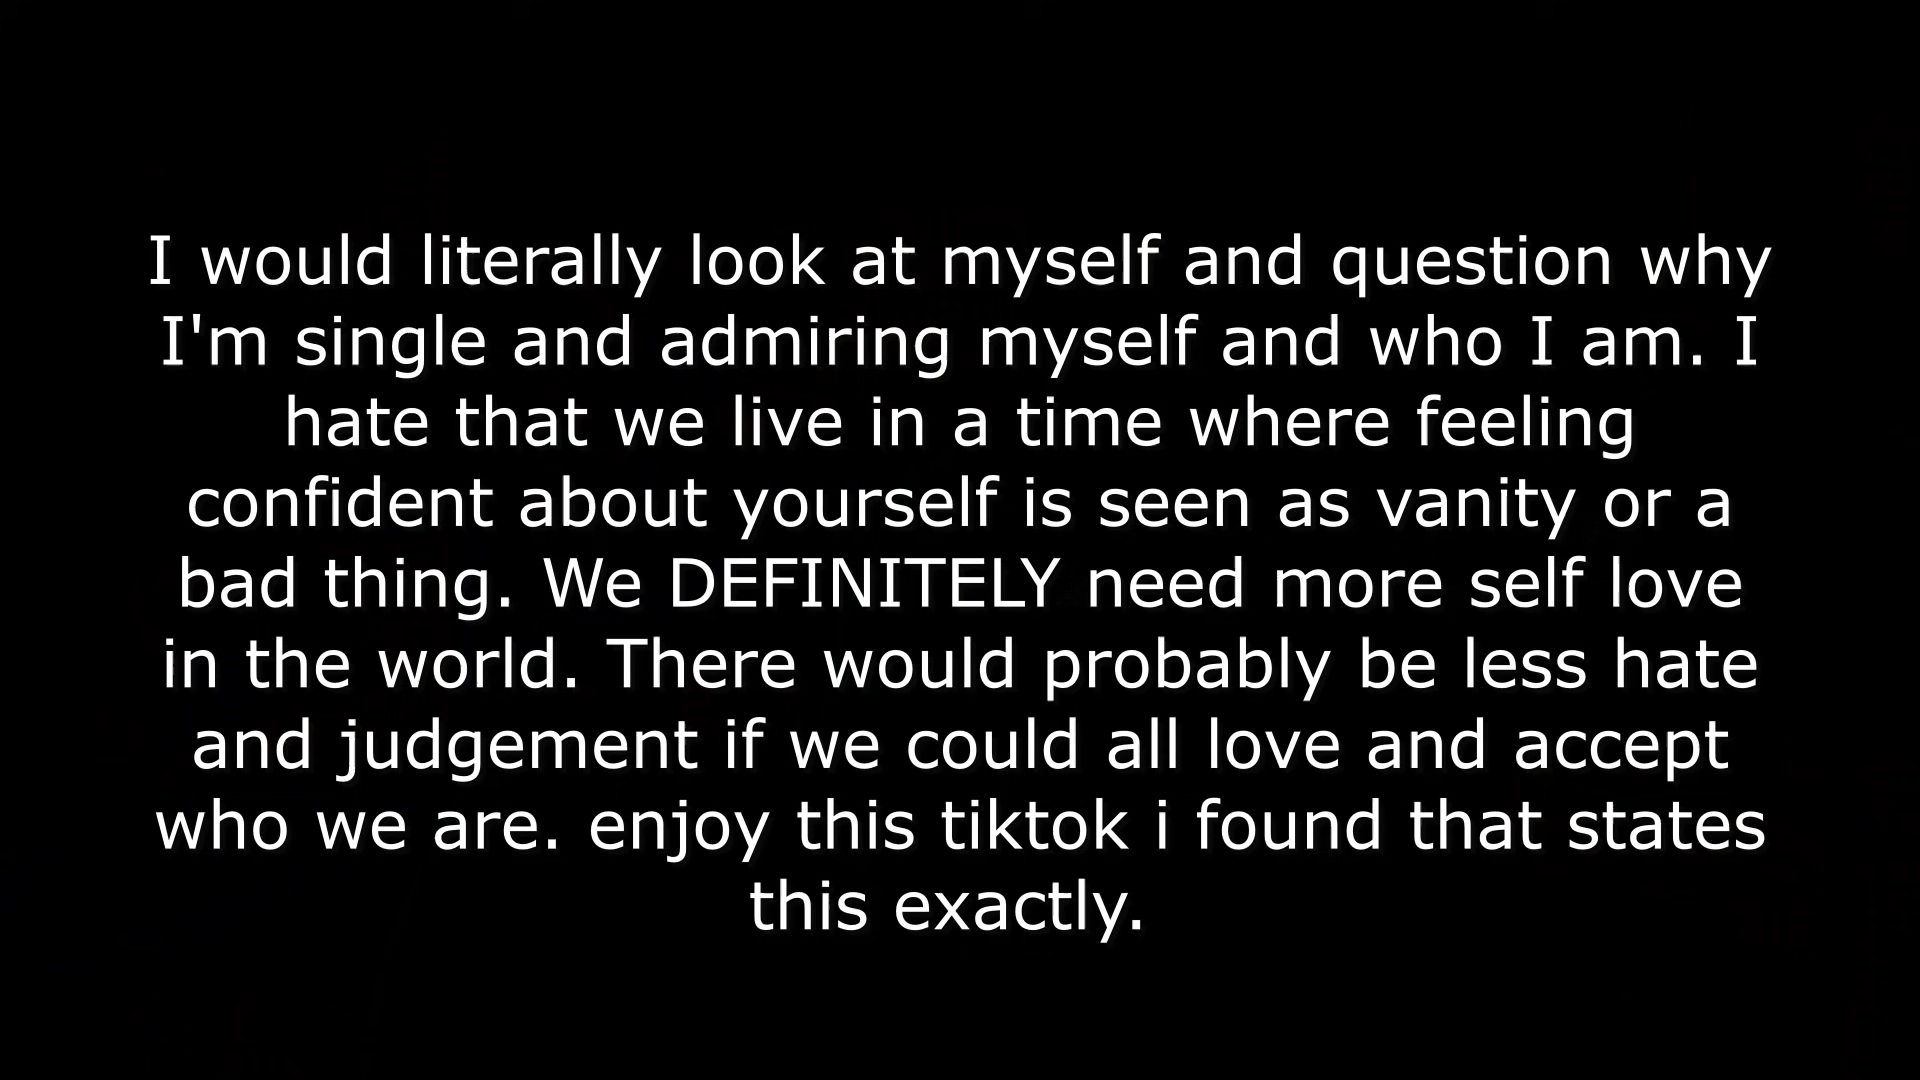 I would literally look at myself and question why
I'm single and admiring myself and who I am. I
hate that we live in a time where feeling
confident about yourself is seen as vanity or a
bad thing. We DEFINITELY need more self love
in the world. There would probably be less hate
and judgement if we could all love and accept
who we are. enjoy this tiktok i found that states
this exactly.